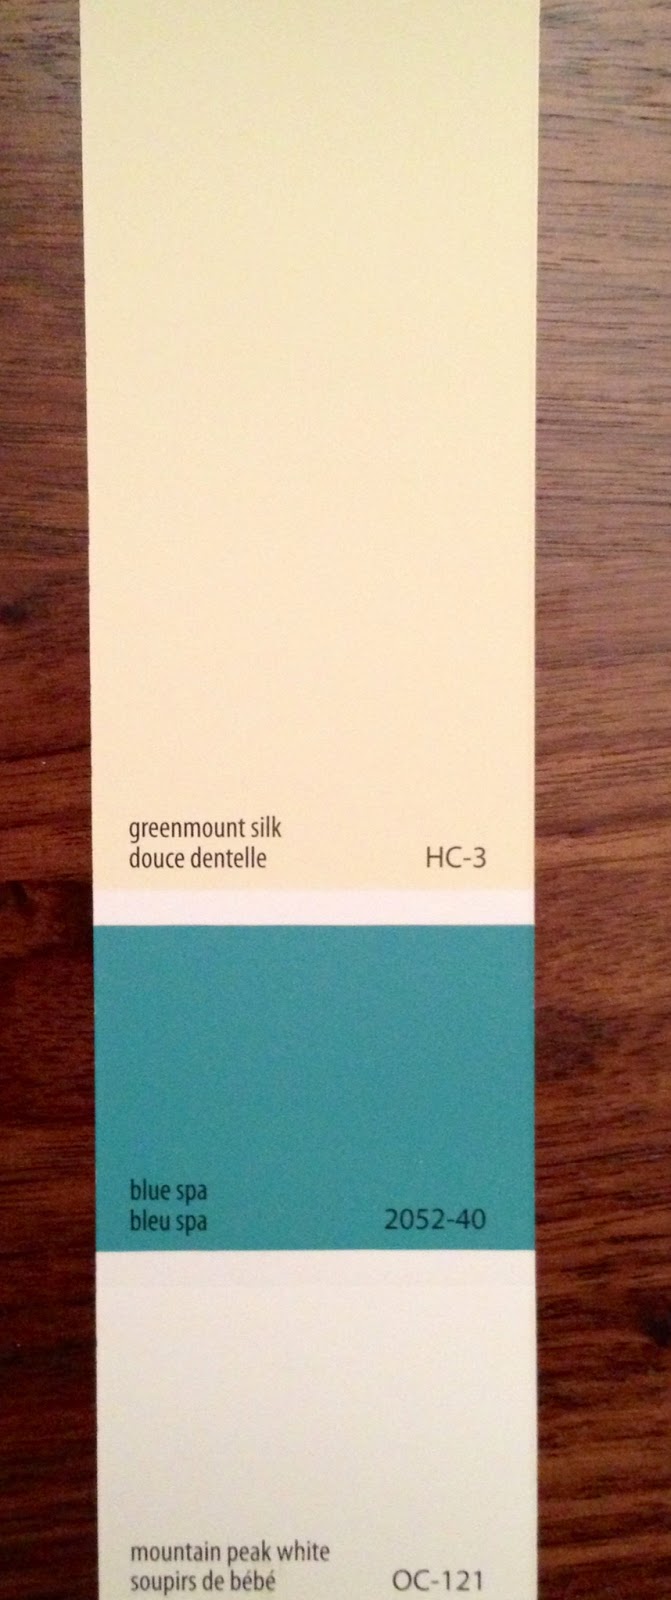 greenmount silk
douce dentelle HC-3
blue spa
bleu spa 2052-40
mountain peak white
soupirs de bébé OC-121